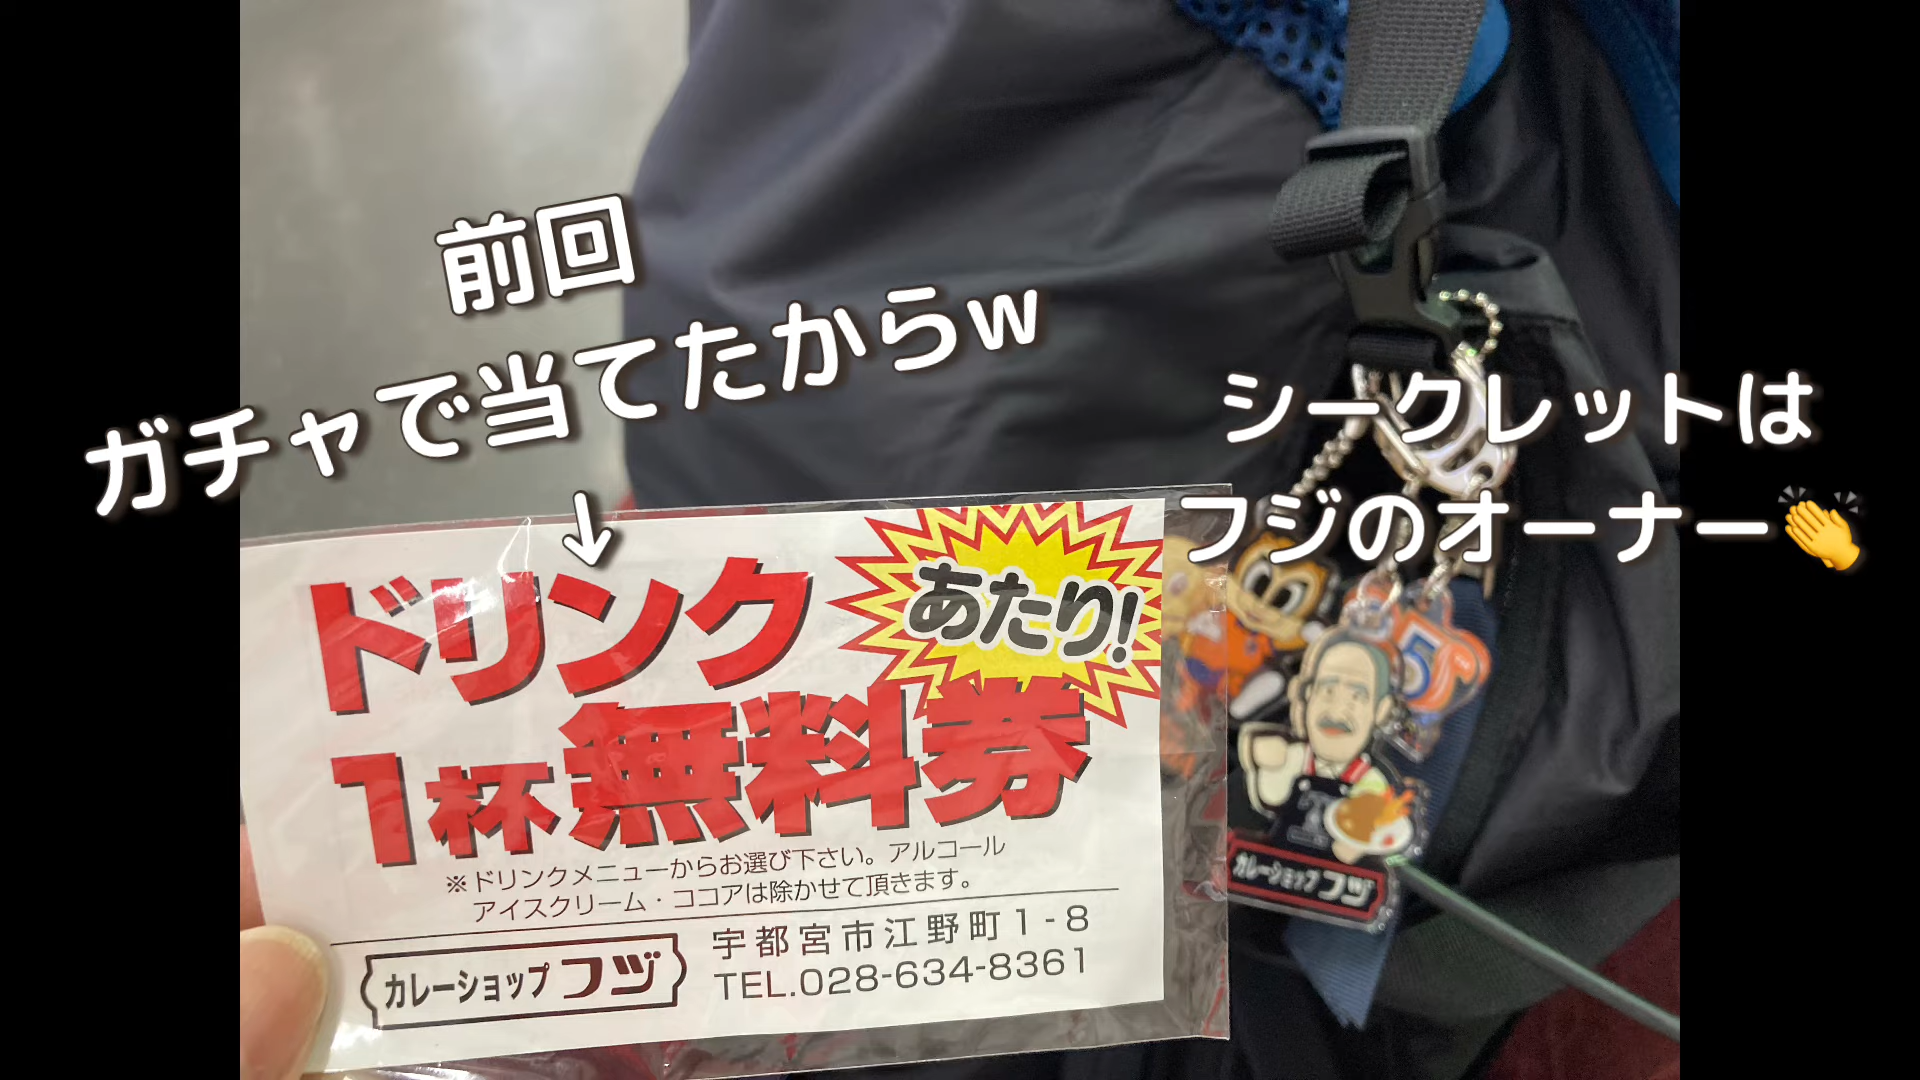 前回
ガチャで当てたからw
↓
シークレットは
フジのオーナー👏
ドリンク
あたり!
1杯無料券
※ドリンクメニューからお選び下さい。アルコール
アイスクリーム・ココアは除かせて頂きます。
カレーショップ フジ
宇都宮市江野町1-8
TEL.028-634-8361
5
カレーショップ フジ